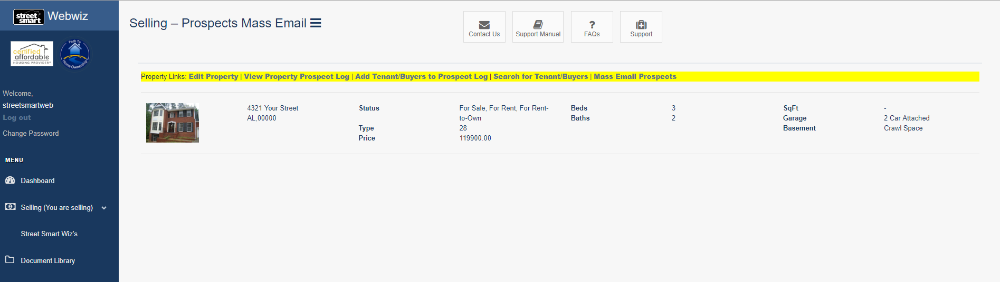 street smart Webwiz
certified
affordable
HOUSING PROVIDER®
Path To
Home Ownership
Welcome,
streetsmartweb
Log out
Change Password
MENU
Dashboard
Selling (You are selling)
Street Smart Wiz's
Document Library
Selling – Prospects Mass Email
Contact Us
Support Manual
? FAQs
Support
Property Links: Edit Property | View Property Prospect Log | Add Tenant/Buyers to Prospect Log | Search for Tenant/Buyers | Mass Email Prospects
4321 Your Street
AL,00000
Status For Sale, For Rent, For Rent-
to-Own
Type 28
Price 119900.00
Beds 3
Baths 2
SqFt -
Garage 2 Car Attached
Basement Crawl Space